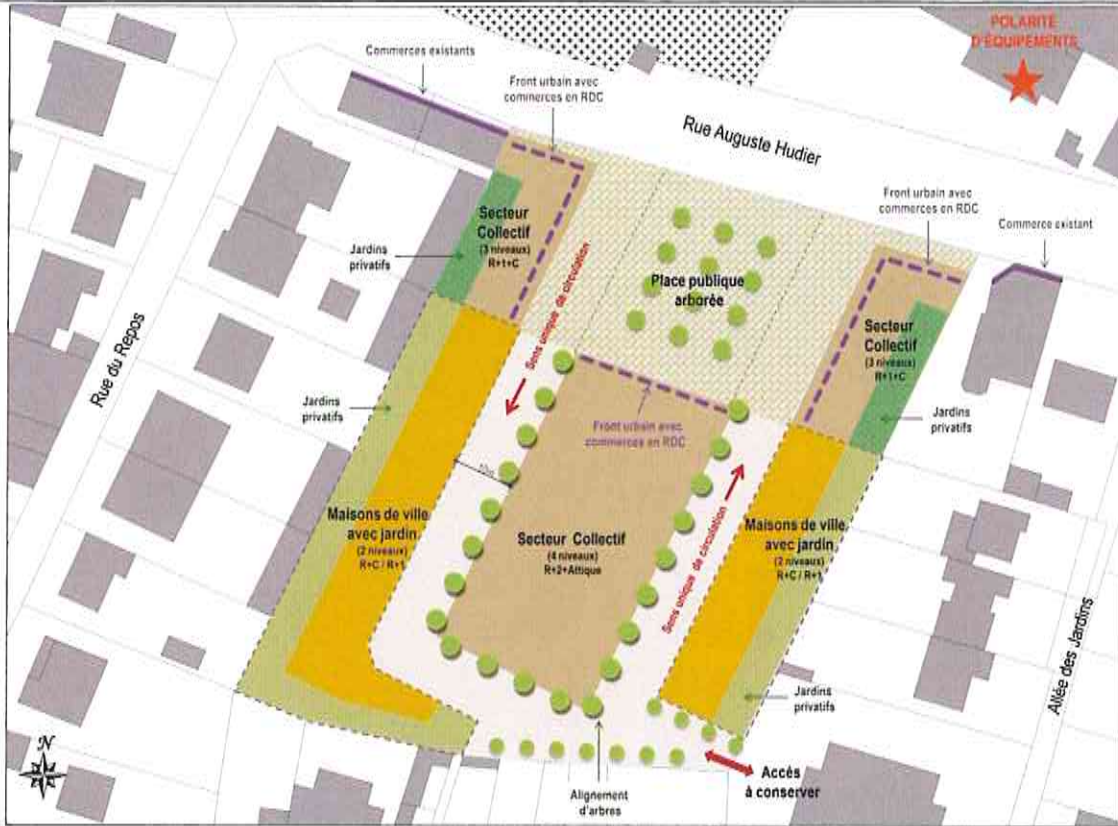 POLARITÉ
D'ÉQUIPEMENTS
Commerces existants
Front urbain avec
commerces en RDC
Rue Auguste Hudier
Front urbain avec
commerces en RDC
Commerce existant
Secteur
Collectif
(3 niveaux)
R+1+C
Jardins
privatifs
Sens unique de circulation
Place publique
arborée
Secteur
Collectif
(3 niveaux)
R+1+C
Rue du Repos
Jardins
privatifs
Front urbain avec
commerces en RDC
Jardins
privatifs
Maisons de ville
avec jardin
(2 niveaux)
R+C / R+1
Secteur Collectif
(4 niveaux)
R+2+Attique
Sens unique de circulation
Maisons de ville
avec jardin
(2 niveaux)
R+C / R+1
Allée des Jardins
Jardins
privatifs
N
Alignement
d'arbres
Accès
à conserver